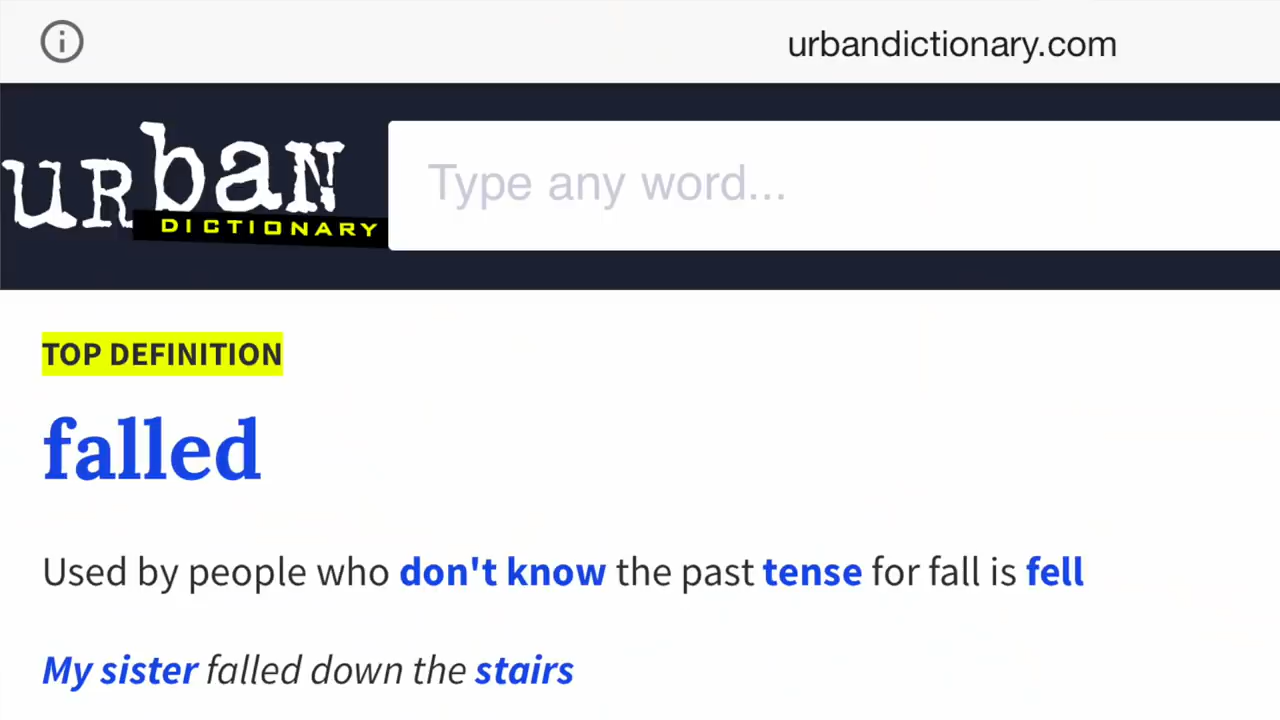 urbandictionary.com
urban
DICTIONARY
Type any word...
TOP DEFINITION
falled
Used by people who don't know the past tense for fall is fell
My sister falled down the stairs